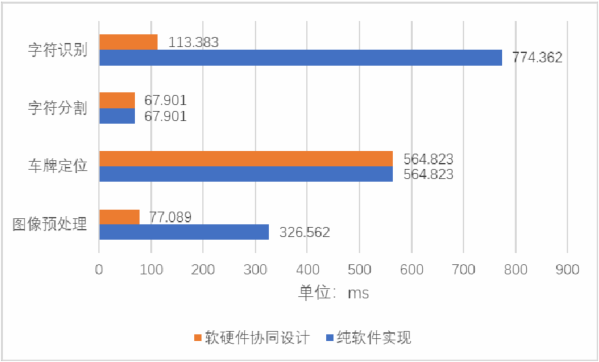 字符识别
113.383
774.362
字符分割
67.901
67.901
车牌定位
564.823
564.823
图像预处理
77.089
326.562
0 100 200 300 400 500 600 700 800 900
单位：ms
软硬件协同设计 纯软件实现